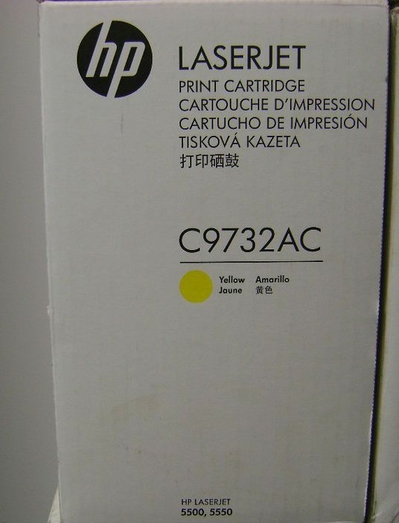 hp
LASERJET
PRINT CARTRIDGE
CARTOUCHE D'IMPRESSION
CARTUCHO DE IMPRESIÓN
TISKOVÁ KAZETA
打印硒鼓
C9732AC
Yellow Amarillo
Jaune 黄色
HP LASERJET
5500, 5550